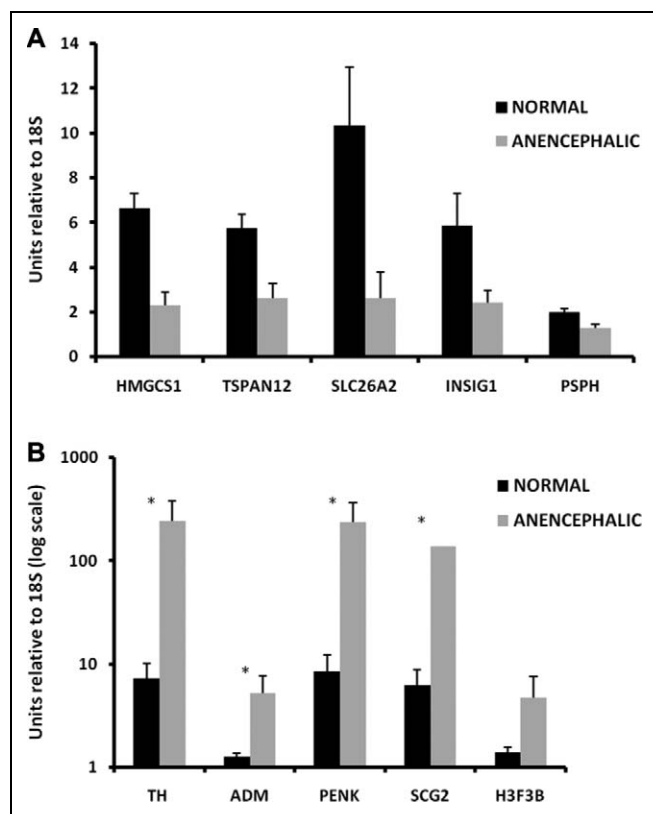 A
14
12
10
8
6
4
2
0
Units relative to 18S
NORMAL
ANENCEPHALIC
HMGCS1 TSPAN12 SLC26A2 INSIG1 PSPH
B
1000
100
10
1
Units relative to 18S (log scale)
NORMAL
ANENCEPHALIC
* * * *
TH ADM PENK SCG2 H3F3B